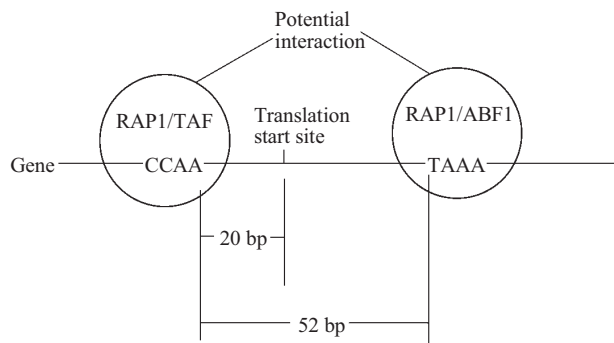 Potential
interaction
RAP1/TAF
Translation
start site
RAP1/ABF1
Gene
CCAA
TAAA
20 bp
52 bp